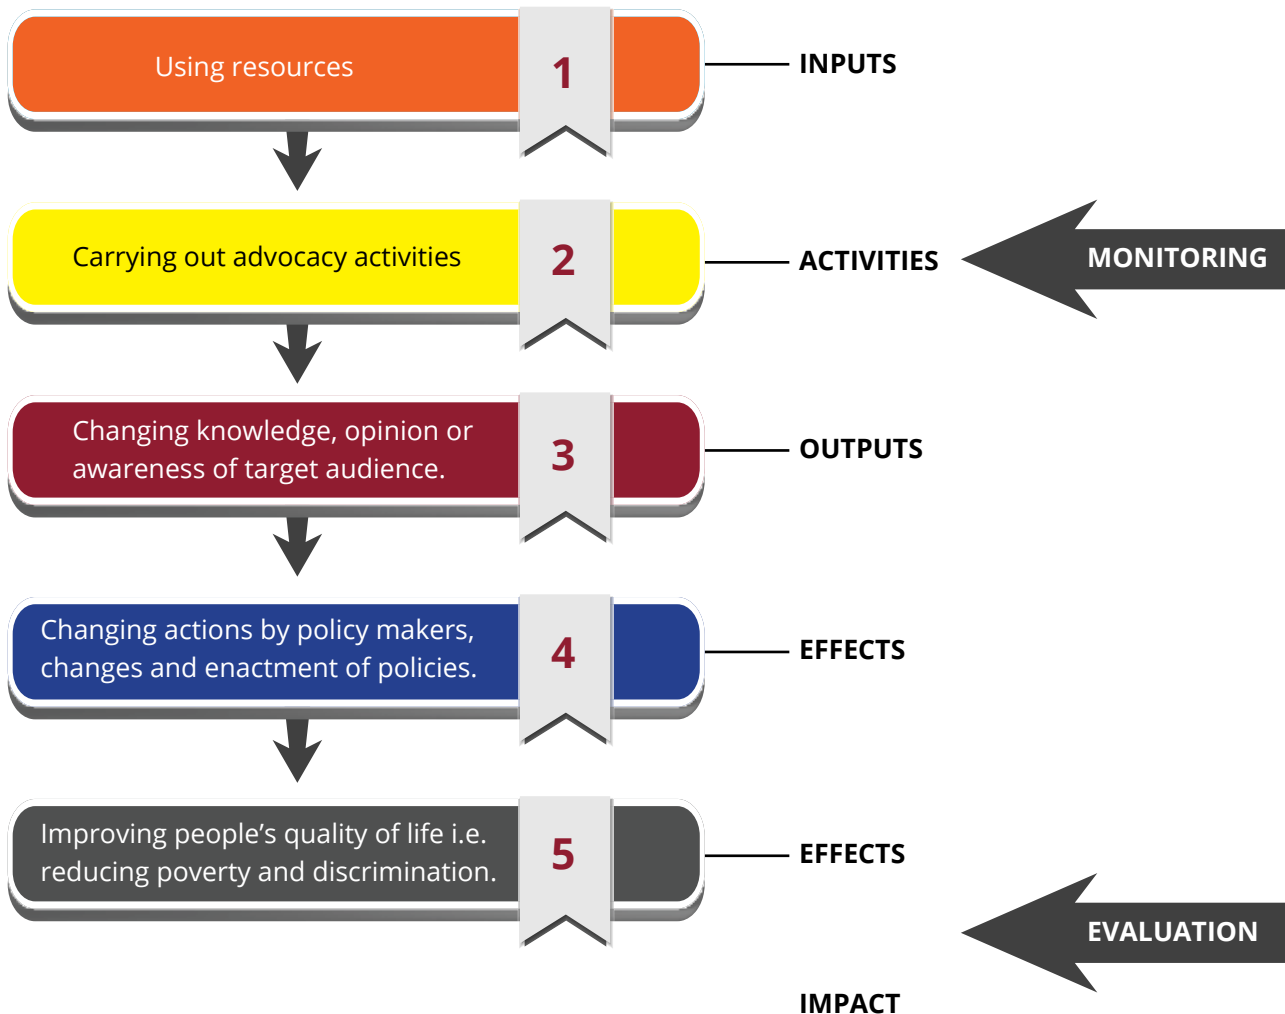 Using resources
1
INPUTS
Carrying out advocacy activities
2
ACTIVITIES
MONITORING
Changing knowledge, opinion or
awareness of target audience.
3
OUTPUTS
Changing actions by policy makers,
changes and enactment of policies.
4
EFFECTS
Improving people’s quality of life i.e.
reducing poverty and discrimination.
5
EFFECTS
EVALUATION
IMPACT